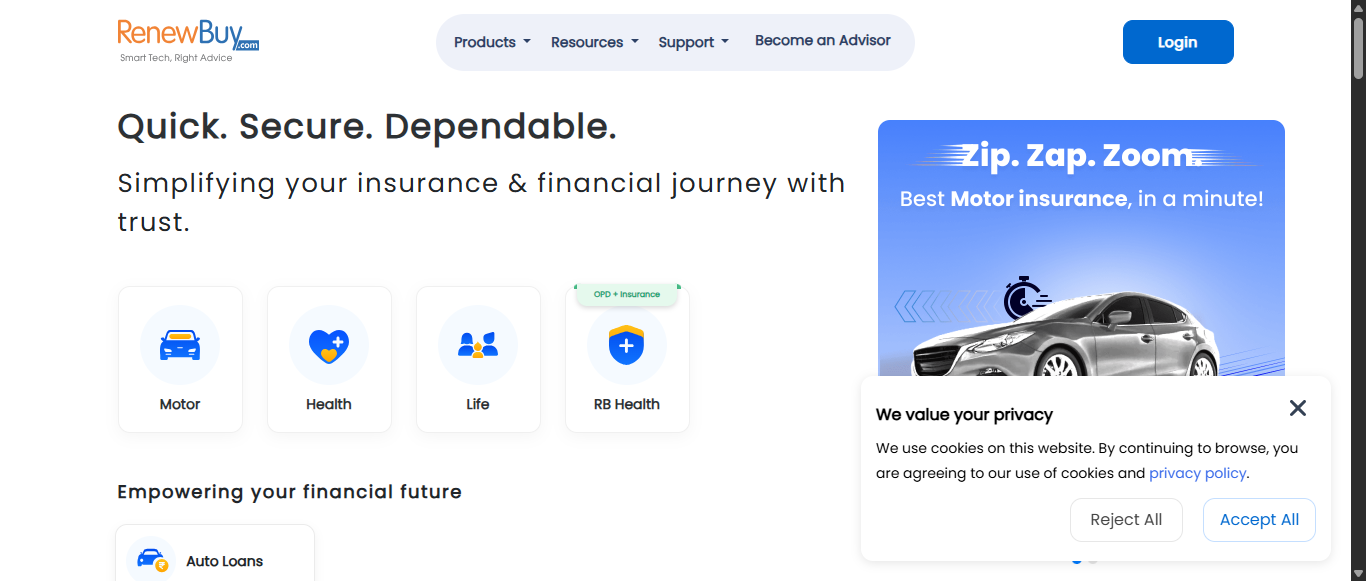 RenewBuy.com
Smart Tech, Right Advice
Products
Resources
Support
Become an Advisor
Login
Quick. Secure. Dependable.
Simplifying your insurance & financial journey with
trust.
Zip. Zap. Zoom.
Best Motor insurance, in a minute!
OPD + Insurance
Motor
Health
Life
RB Health
Empowering your financial future
Auto Loans
We value your privacy
We use cookies on this website. By continuing to browse, you
are agreeing to our use of cookies and privacy policy.
Reject All
Accept All